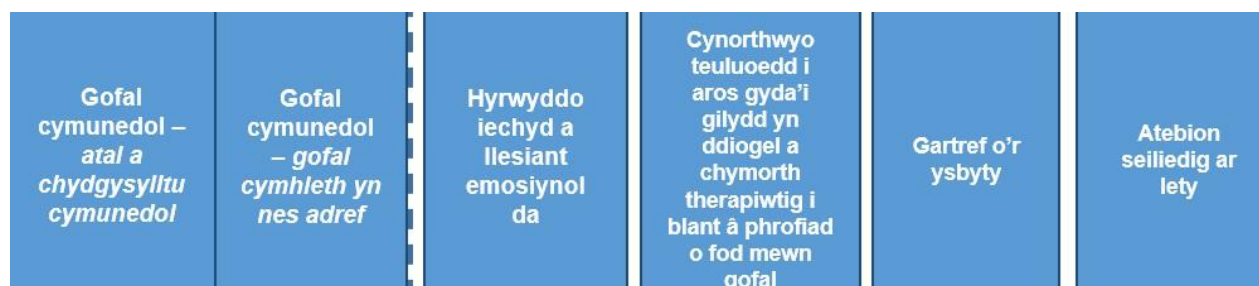 Gofal
cymunedol –
atal a
chydgysylltu
cymunedol
Gofal
cymunedol
– gofal
cymhleth yn
nes adref
Hyrwyddo
iechyd a
llesiant
emosiynol
da
Cynorthwyo
teuluoedd i
aros gyda’i
gilydd yn
ddiogel a
chymorth
therapiwtig i
blant â phrofiad
o fod mewn
gofal
Gartref o’r
ysbyty
Atebion
seiliedig ar
lety